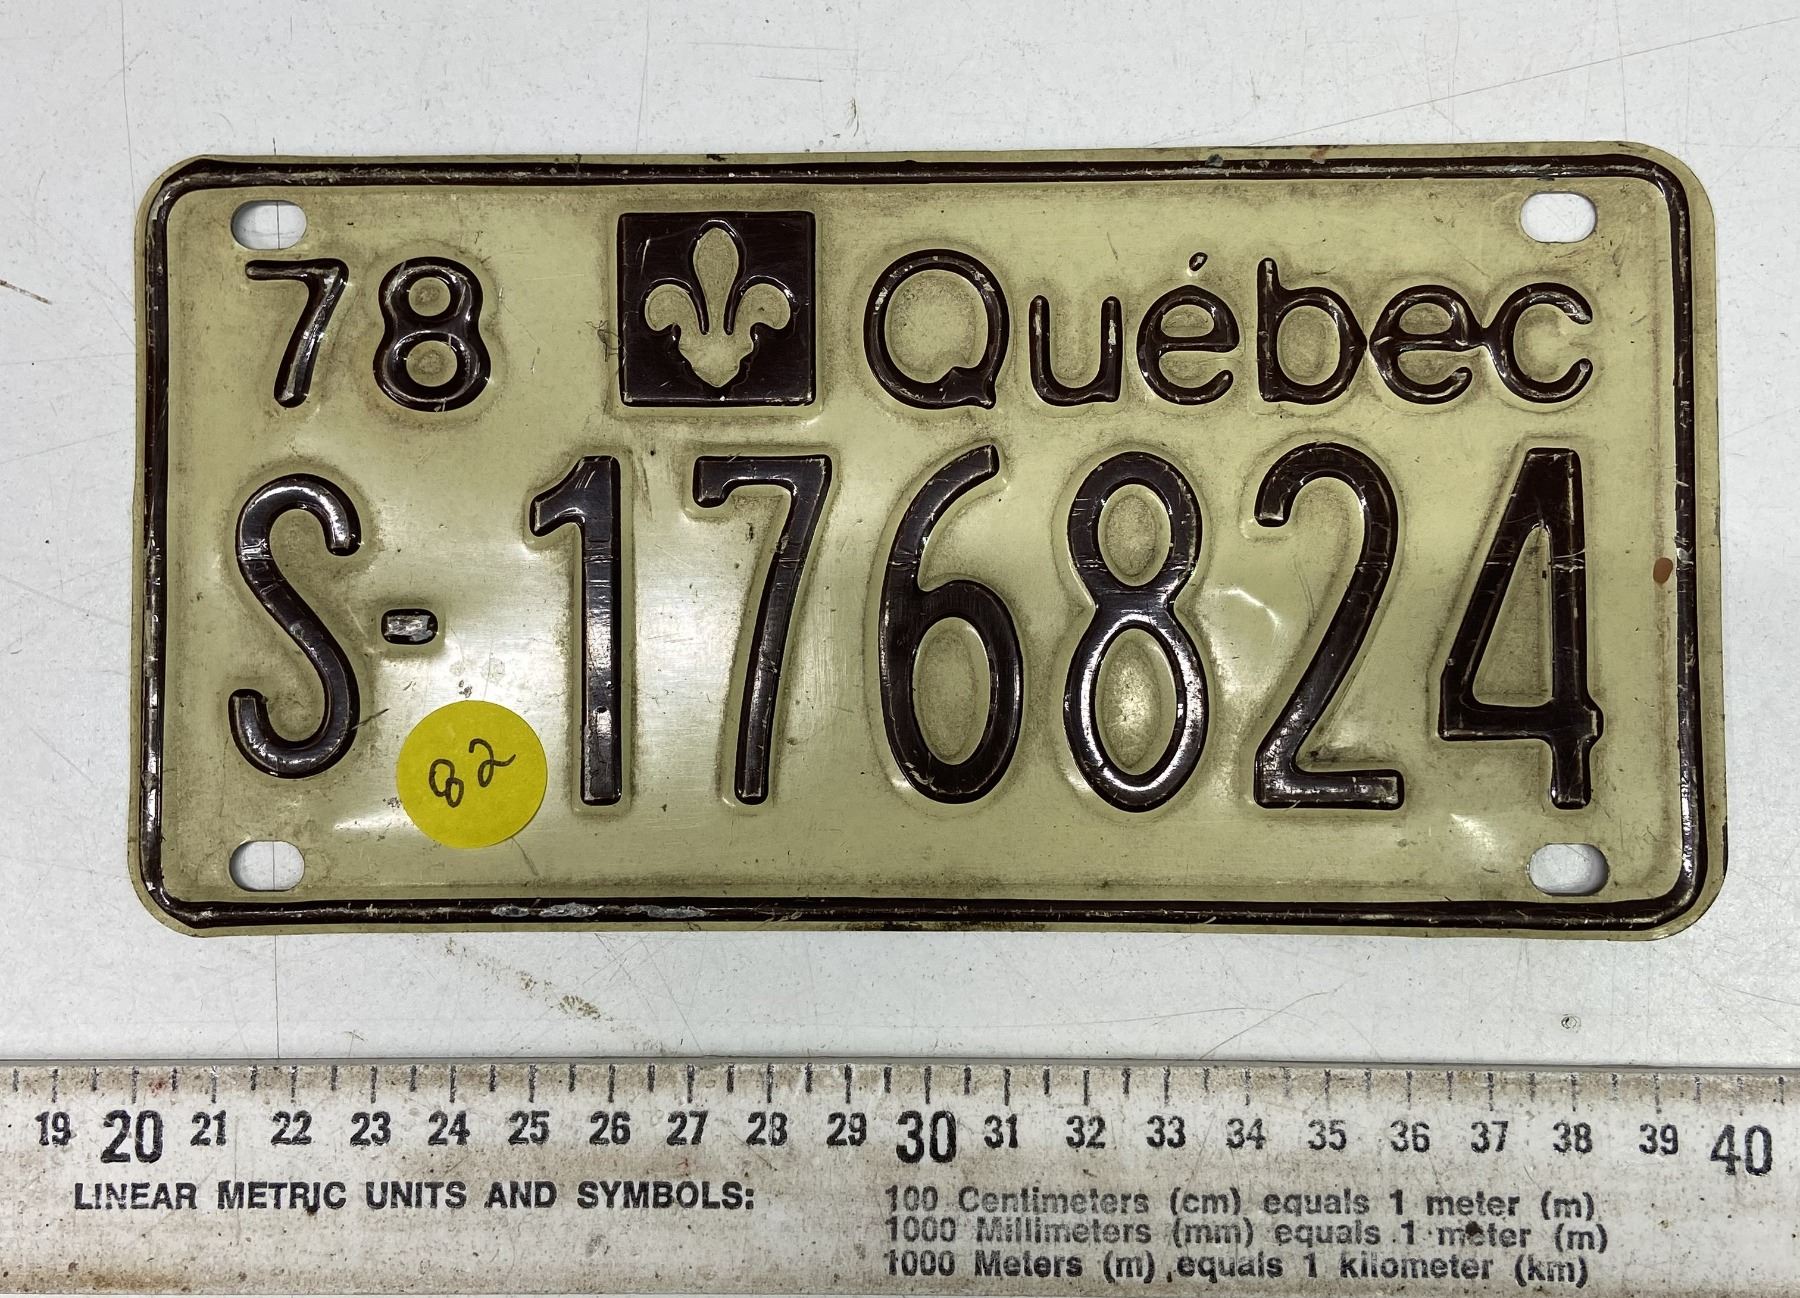 78 Québec
S-176824
82
19 20 21 22 23 24 25 26 27 28 29 30 31 32 33 34 35 36 37 38 39 40
LINEAR METRIC UNITS AND SYMBOLS:
100 Centimeters (cm) equals 1 meter (m)
1000 Millimeters (mm) equals 1 meter (m)
1000 Meters (m) equals 1 kilometer (km)